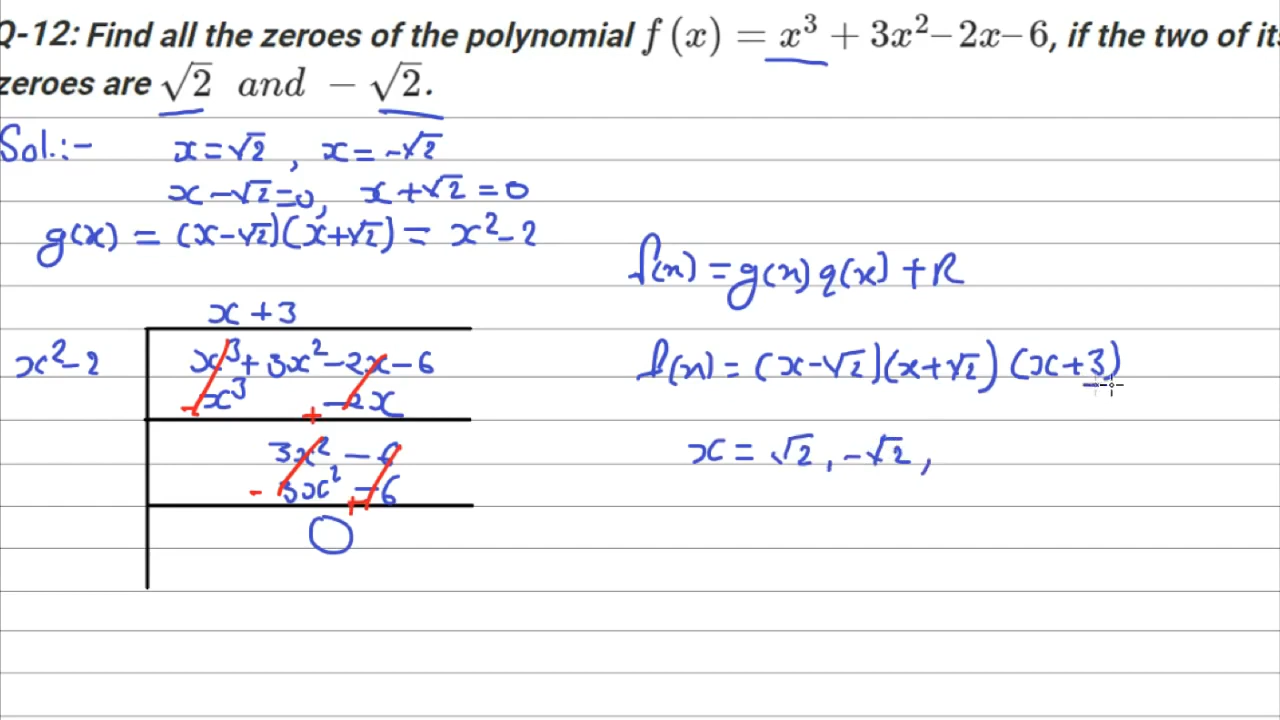 Q-12: Find all the zeroes of the polynomial f (x) = x³ + 3x² – 2x – 6, if the two of its
zeroes are √2 and – √2.
Sol.:- x = √2 , x = -√2
x - √2 = 0, x + √2 = 0
g(x) = (x - √2)(x + √2) = x² - 2
f(x) = g(x) q(x) + R
x + 3
x² - 2 x³ + 3x² - 2x - 6
f(x) = (x - √2)(x + √2) (x + 3)
- x³ + -2x
3x² - 6
x = √2, -√2,
- 3x² + -6
0